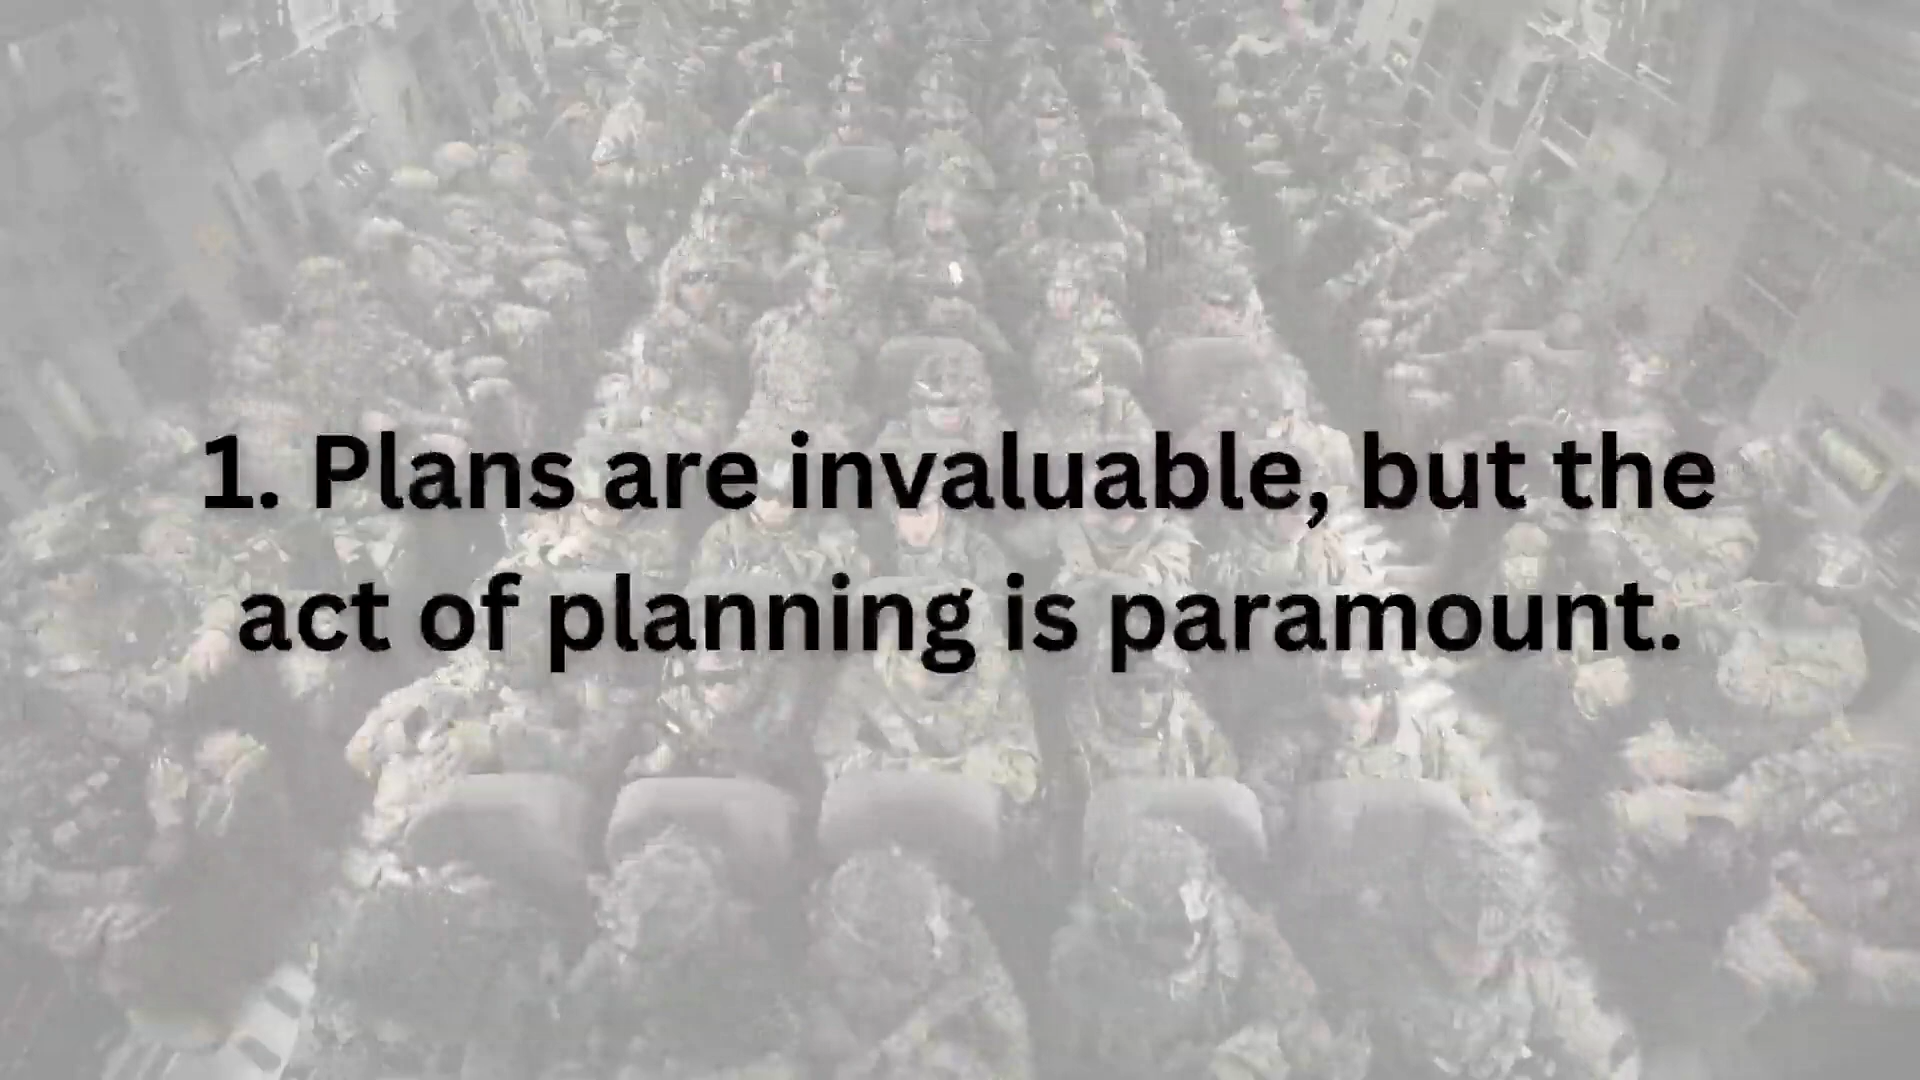 1. Plans are invaluable, but the
act of planning is paramount.